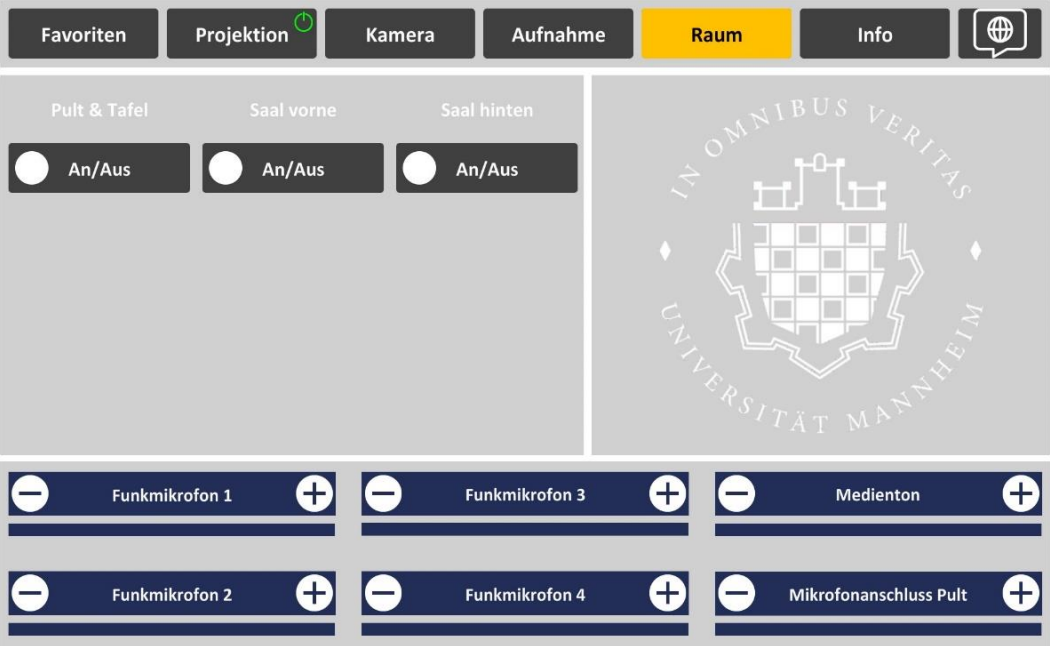 Favoriten
Projektion
Kamera
Aufnahme
Raum
Info
Pult & Tafel
Saal vorne
Saal hinten
An/Aus
An/Aus
An/Aus
IN OMNIBUS VERITAS
UNIVERSITÄT MANNHEIM
Funkmikrofon 1
Funkmikrofon 3
Medienton
Funkmikrofon 2
Funkmikrofon 4
Mikrofonanschluss Pult